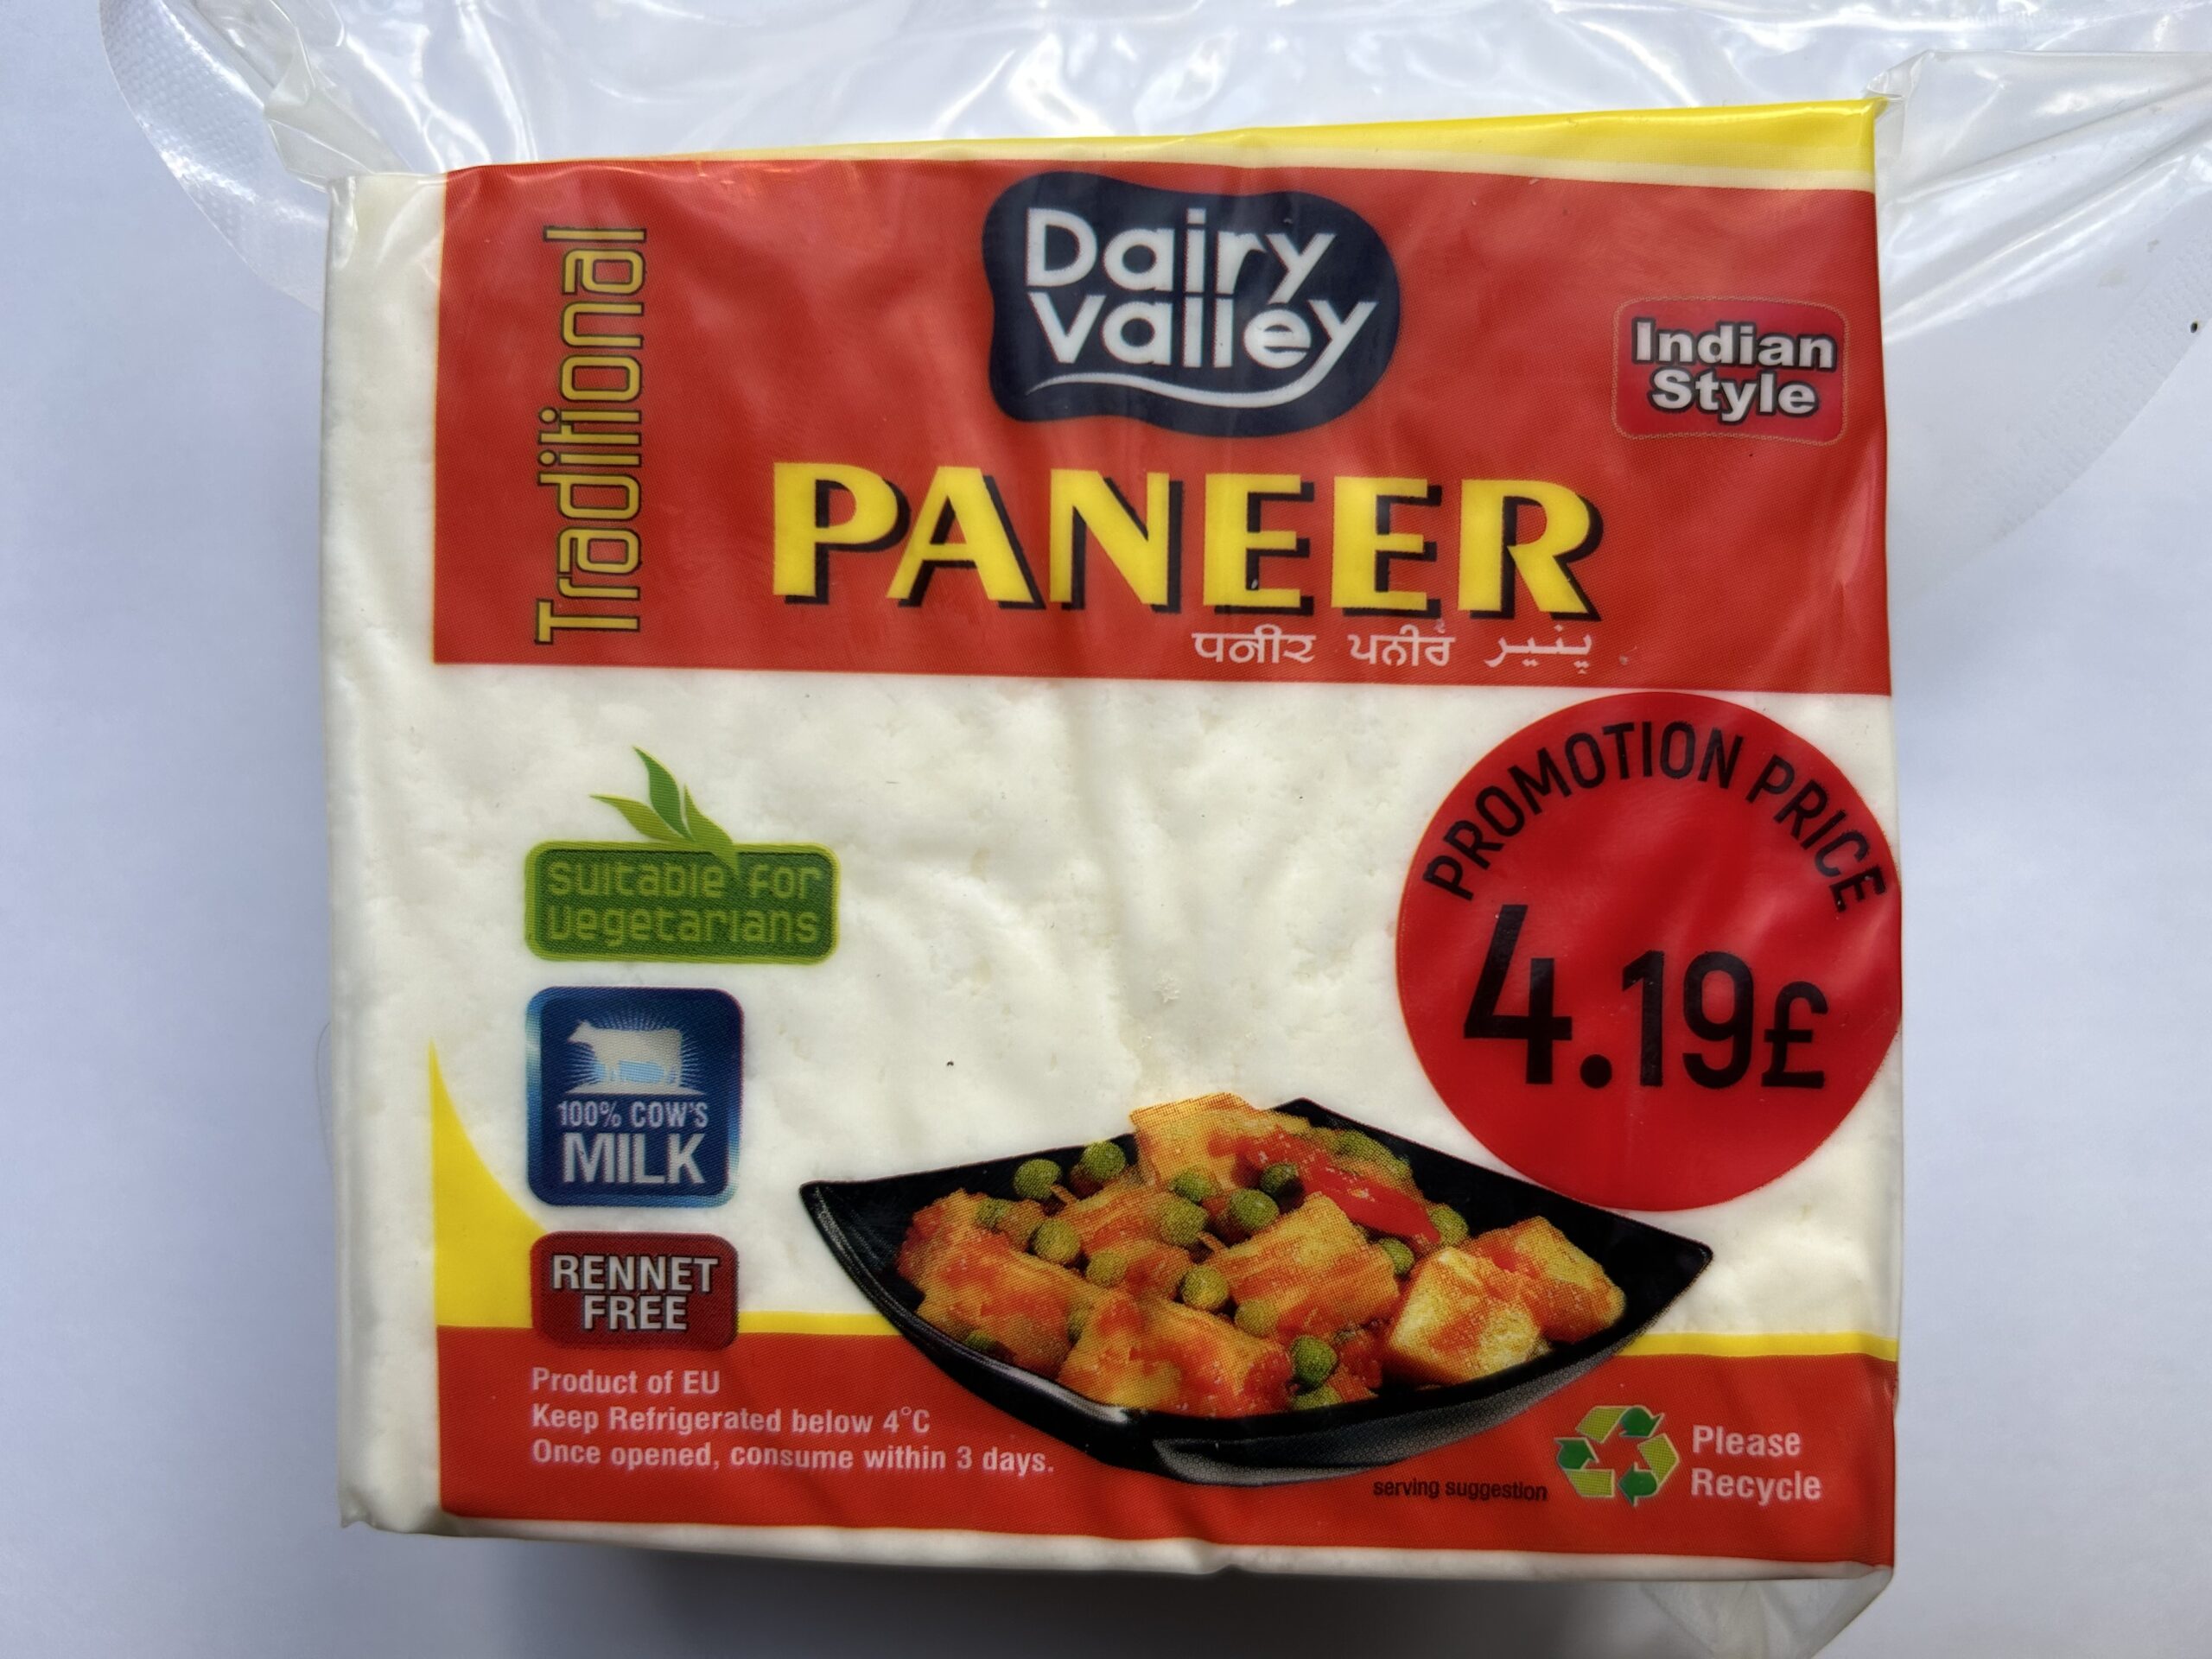 Traditional
Dairy
Valley
Indian
Style
PANEER
पनीर ਪਨੀਰ پنیر
PROMOTION PRICE
4.19£
Suitable for
Vegetarians
100% COW'S
MILK
RENNET
FREE
Product of EU
Keep Refrigerated below 4°C
Once opened, consume within 3 days.
serving suggestion
Please
Recycle